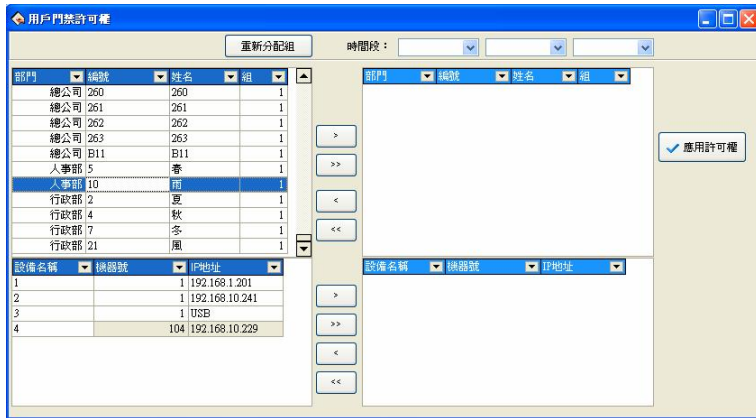 用戶門禁許可權
重新分配組 時間段：
部門 編號 姓名 組 部門 編號 姓名 組
總公司 260 260 1
總公司 261 261 1
總公司 262 262 1
總公司 263 263 1
總公司 B11 B11 1
人事部 5 春 1
人事部 10 雨 1
行政部 2 夏 1
行政部 4 秋 1
行政部 7 冬 1
行政部 21 風 1
>
>>
<
<<
應用許可權
設備名稱 機器號 IP地址 設備名稱 機器號 IP地址
1 1 192.168.1.201
2 1 192.168.10.241
3 1 USB
4 104 192.168.10.229
>
>>
<
<<